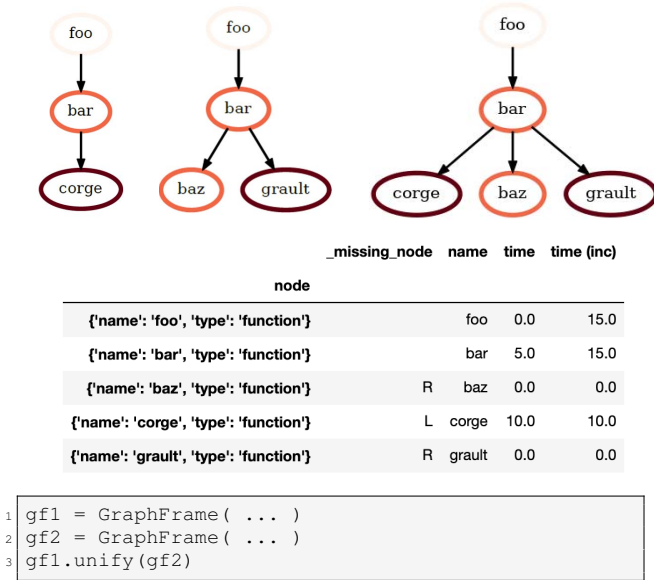 foo
bar
corge
foo
bar
baz grault
foo
bar
corge baz grault
_missing_node name time time (inc)
node
{'name': 'foo', 'type': 'function'} foo 0.0 15.0
{'name': 'bar', 'type': 'function'} bar 5.0 15.0
{'name': 'baz', 'type': 'function'} R baz 0.0 0.0
{'name': 'corge', 'type': 'function'} L corge 10.0 10.0
{'name': 'grault', 'type': 'function'} R grault 0.0 0.0
1 gf1 = GraphFrame( ... )
2 gf2 = GraphFrame( ... )
3 gf1.unify(gf2)